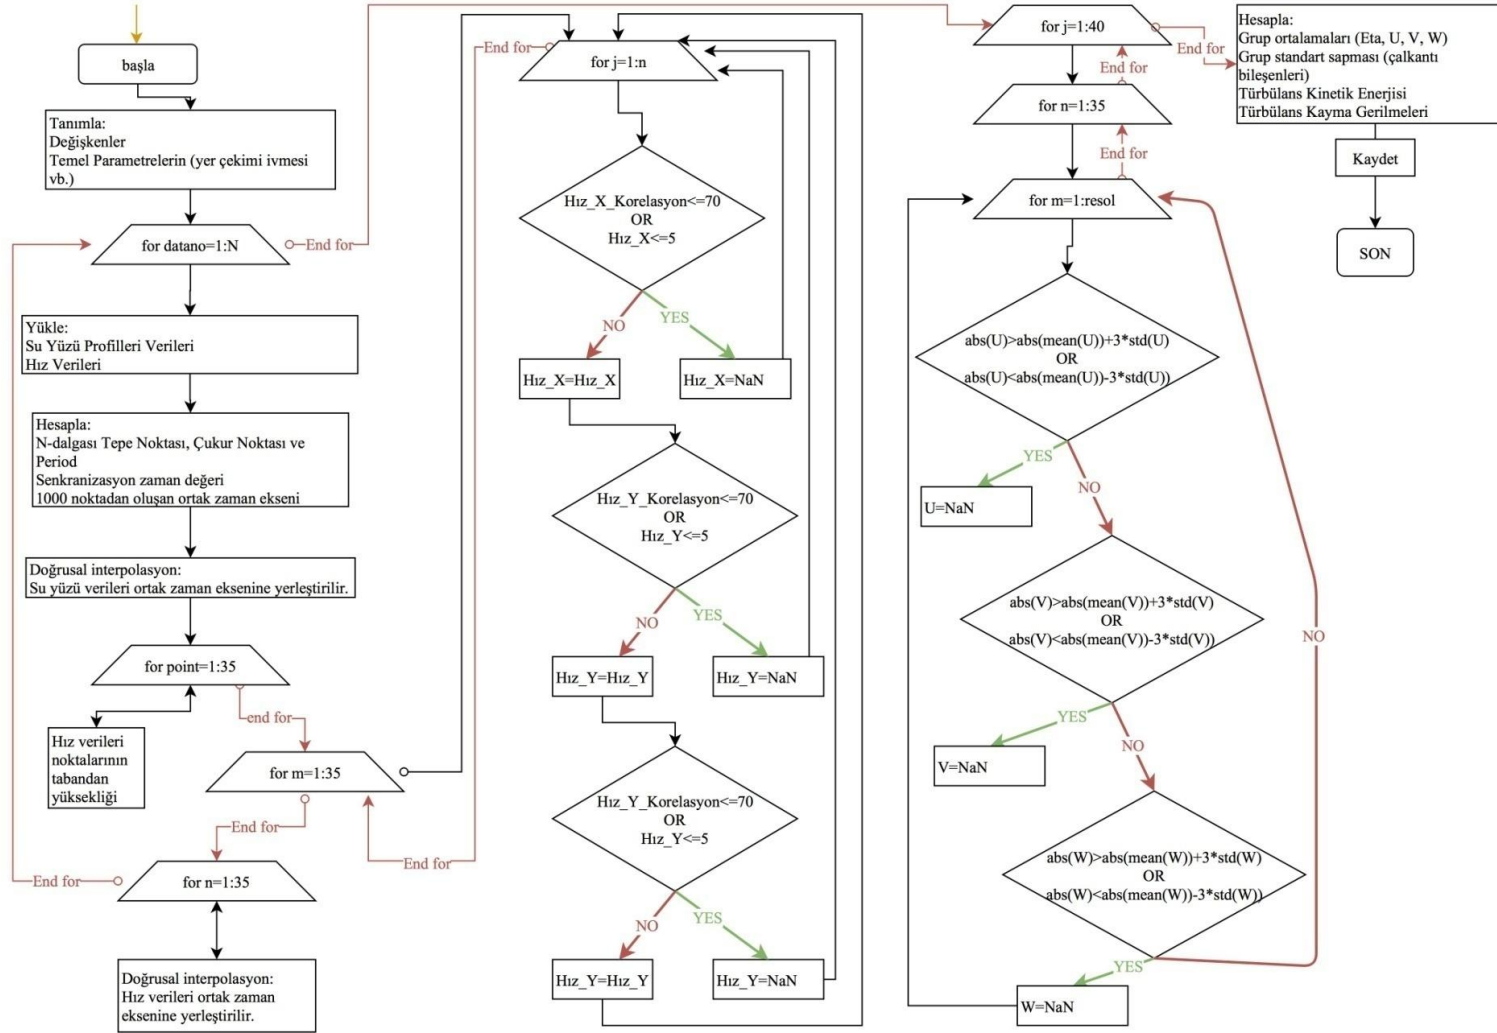 başla
Tanımla:
Değişkenler
Temel Parametrelerin (yer çekimi ivmesi
vb.)
for datano=1:N
End for
Yükle:
Su Yüzü Profilleri Verileri
Hız Verileri
Hesapla:
N-dalgası Tepe Noktası, Çukur Noktası ve
Period
Senkranizasyon zaman değeri
1000 noktadan oluşan ortak zaman ekseni
Doğrusal interpolasyon:
Su yüzü verileri ortak zaman eksenine yerleştirilir.
for point=1:35
end for
Hız verileri
noktalarının
tabandan
yüksekliği
for m=1:35
End for
for n=1:35
End for
Doğrusal interpolasyon:
Hız verileri ortak zaman
eksenine yerleştirilir.
End for
for j=1:n
End for
Hız_X_Korelasyon<=70
OR
Hız_X<=5
NO
YES
Hız_X=Hız_X
Hız_X=NaN
Hız_Y_Korelasyon<=70
OR
Hız_Y<=5
NO
YES
Hız_Y=Hız_Y
Hız_Y=NaN
Hız_Y_Korelasyon<=70
OR
Hız_Y<=5
NO
YES
Hız_Y=Hız_Y
Hız_Y=NaN
for j=1:40
End for
End for
for n=1:35
End for
for m=1:resol
abs(U)>abs(mean(U))+3*std(U)
OR
abs(U)<abs(mean(U))-3*std(U))
YES
NO
U=NaN
abs(V)>abs(mean(V))+3*std(V)
OR
abs(V)<abs(mean(V))-3*std(V))
NO
YES
NO
V=NaN
abs(W)>abs(mean(W))+3*std(W)
OR
abs(W)<abs(mean(W))-3*std(W))
YES
W=NaN
Hesapla:
Grup ortalamaları (Eta, U, V, W)
Grup standart sapması (çalkantı
bileşenleri)
Türbülans Kinetik Enerjisi
Türbülans Kayma Gerilmeleri
Kaydet
SON